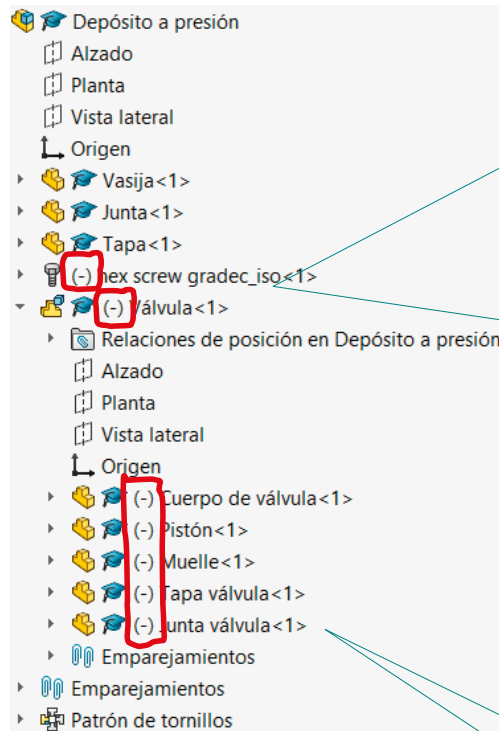 Depósito a presión
Alzado
Planta
Vista lateral
Origen
Vasija<1>
Junta<1>
Tapa<1>
(-) hex screw gradec_iso<1>
(-) Válvula<1>
Relaciones de posición en Depósito a presión
Alzado
Planta
Vista lateral
Origen
(-) Cuerpo de válvula<1>
(-) Pistón<1>
(-) Muelle<1>
(-) Tapa válvula<1>
(-) Junta válvula<1>
Emparejamientos
Emparejamientos
Patrón de tornillos